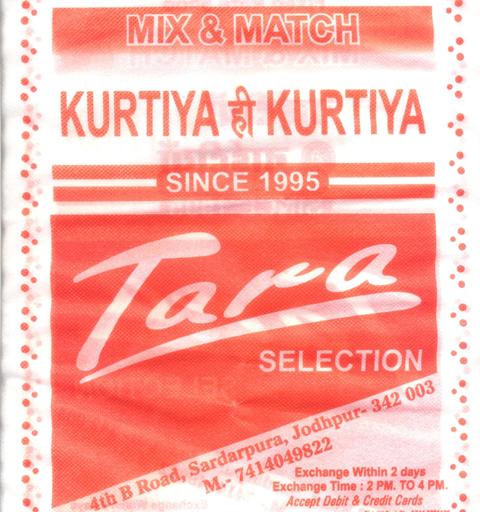 MIX & MATCH
KURTIYA ही KURTIYA
SINCE 1995
Tara
SELECTION
4th B Road, Sardarpura, Jodhpur- 342 003
M.- 7414049822
Exchange Within 2 days
Exchange Time : 2 PM. TO 4 PM.
Accept Debit & Credit Cards